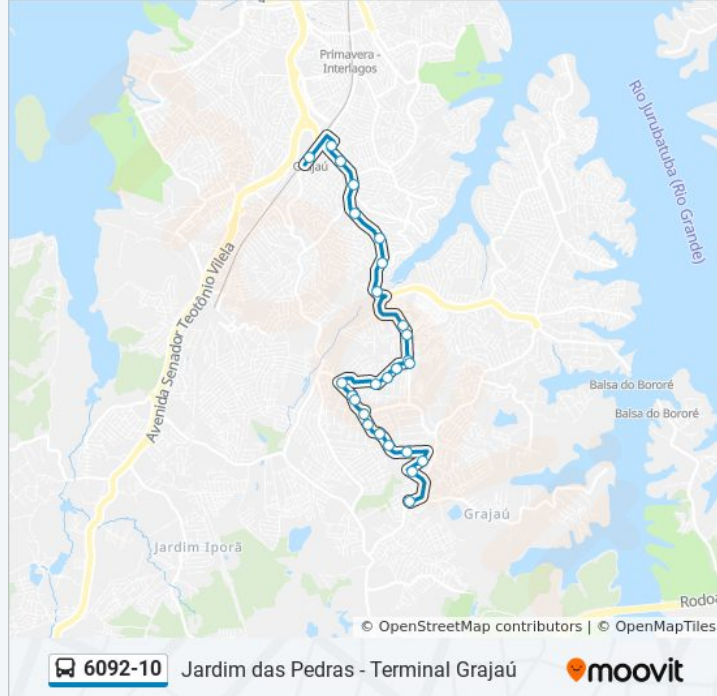 Primavera -
Interlagos
Rio Jurubatuba (Rio Grande)
Grajaú
Avenida Senador Teotônio Vilela
Balsa do Bororé
Balsa do Bororé
Grajaú
Jardim Iporã
Rodoa
© OpenStreetMap contributors | © OpenMapTiles
6092-10 Jardim das Pedras - Terminal Grajaú moovit